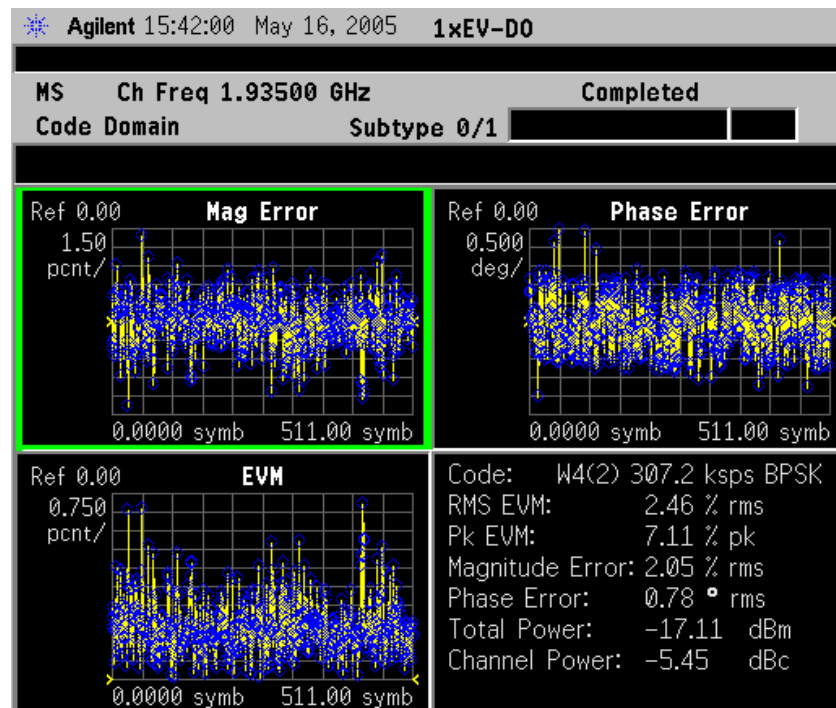 Agilent 15:42:00 May 16, 2005 1xEV-DO
MS Ch Freq 1.93500 GHz Completed
Code Domain Subtype 0/1
Ref 0.00 Mag Error
1.50
pcnt/
0.0000 symb 511.00 symb
Ref 0.00 Phase Error
0.500
deg/
0.0000 symb 511.00 symb
Ref 0.00 EVM
0.750
pcnt/
0.0000 symb 511.00 symb
Code: W4(2) 307.2 ksps BPSK
RMS EVM: 2.46 % rms
Pk EVM: 7.11 % pk
Magnitude Error: 2.05 % rms
Phase Error: 0.78 ° rms
Total Power: -17.11 dBm
Channel Power: -5.45 dBc